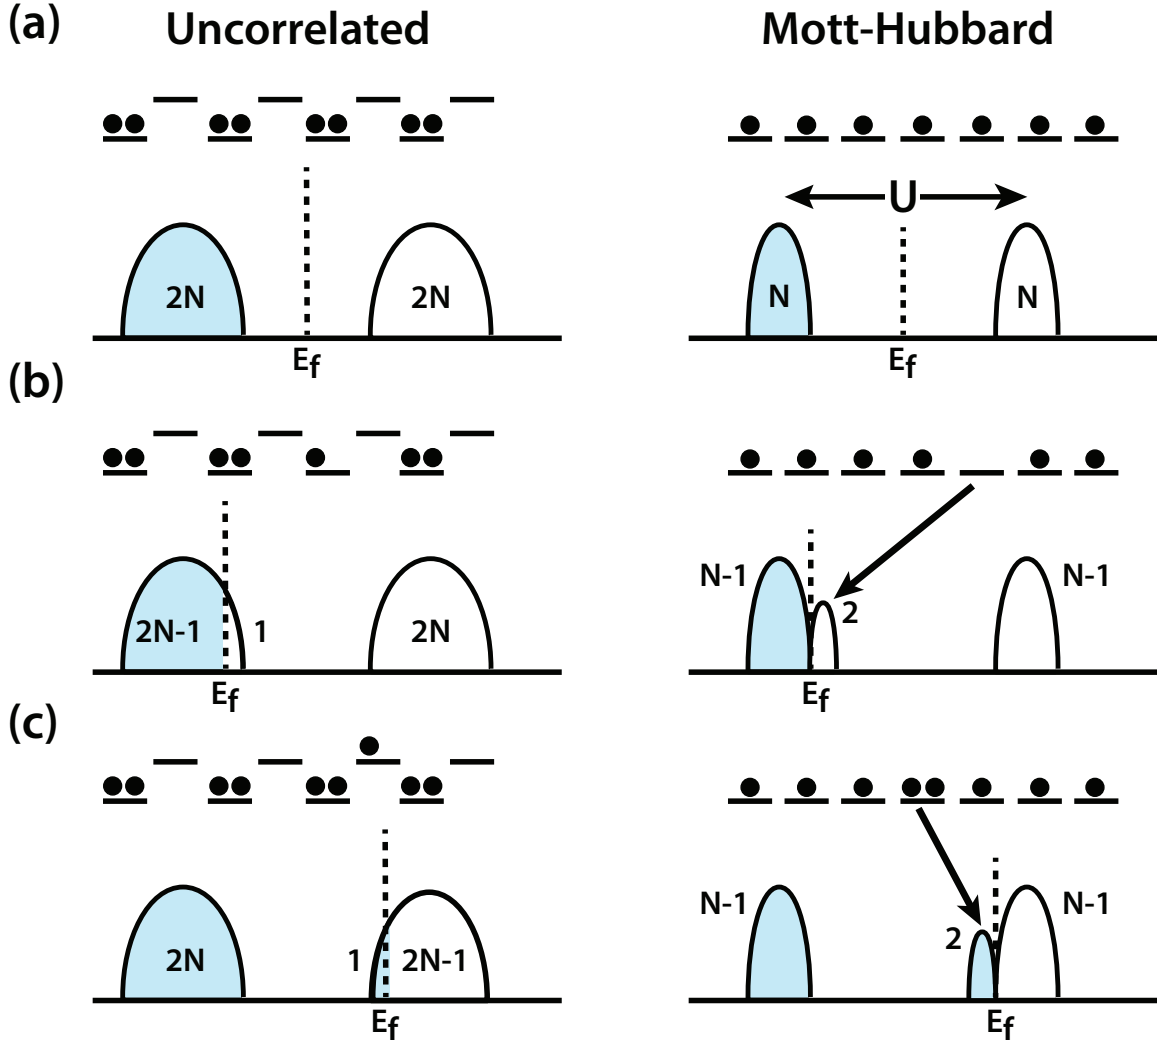 (a) Uncorrelated Mott-Hubbard
U
2N 2N N N
Ef Ef
(b)
N-1 N-1
2N-1 1 2N 2
Ef Ef
(c)
N-1 N-1
2N 1 2N-1 2
Ef Ef